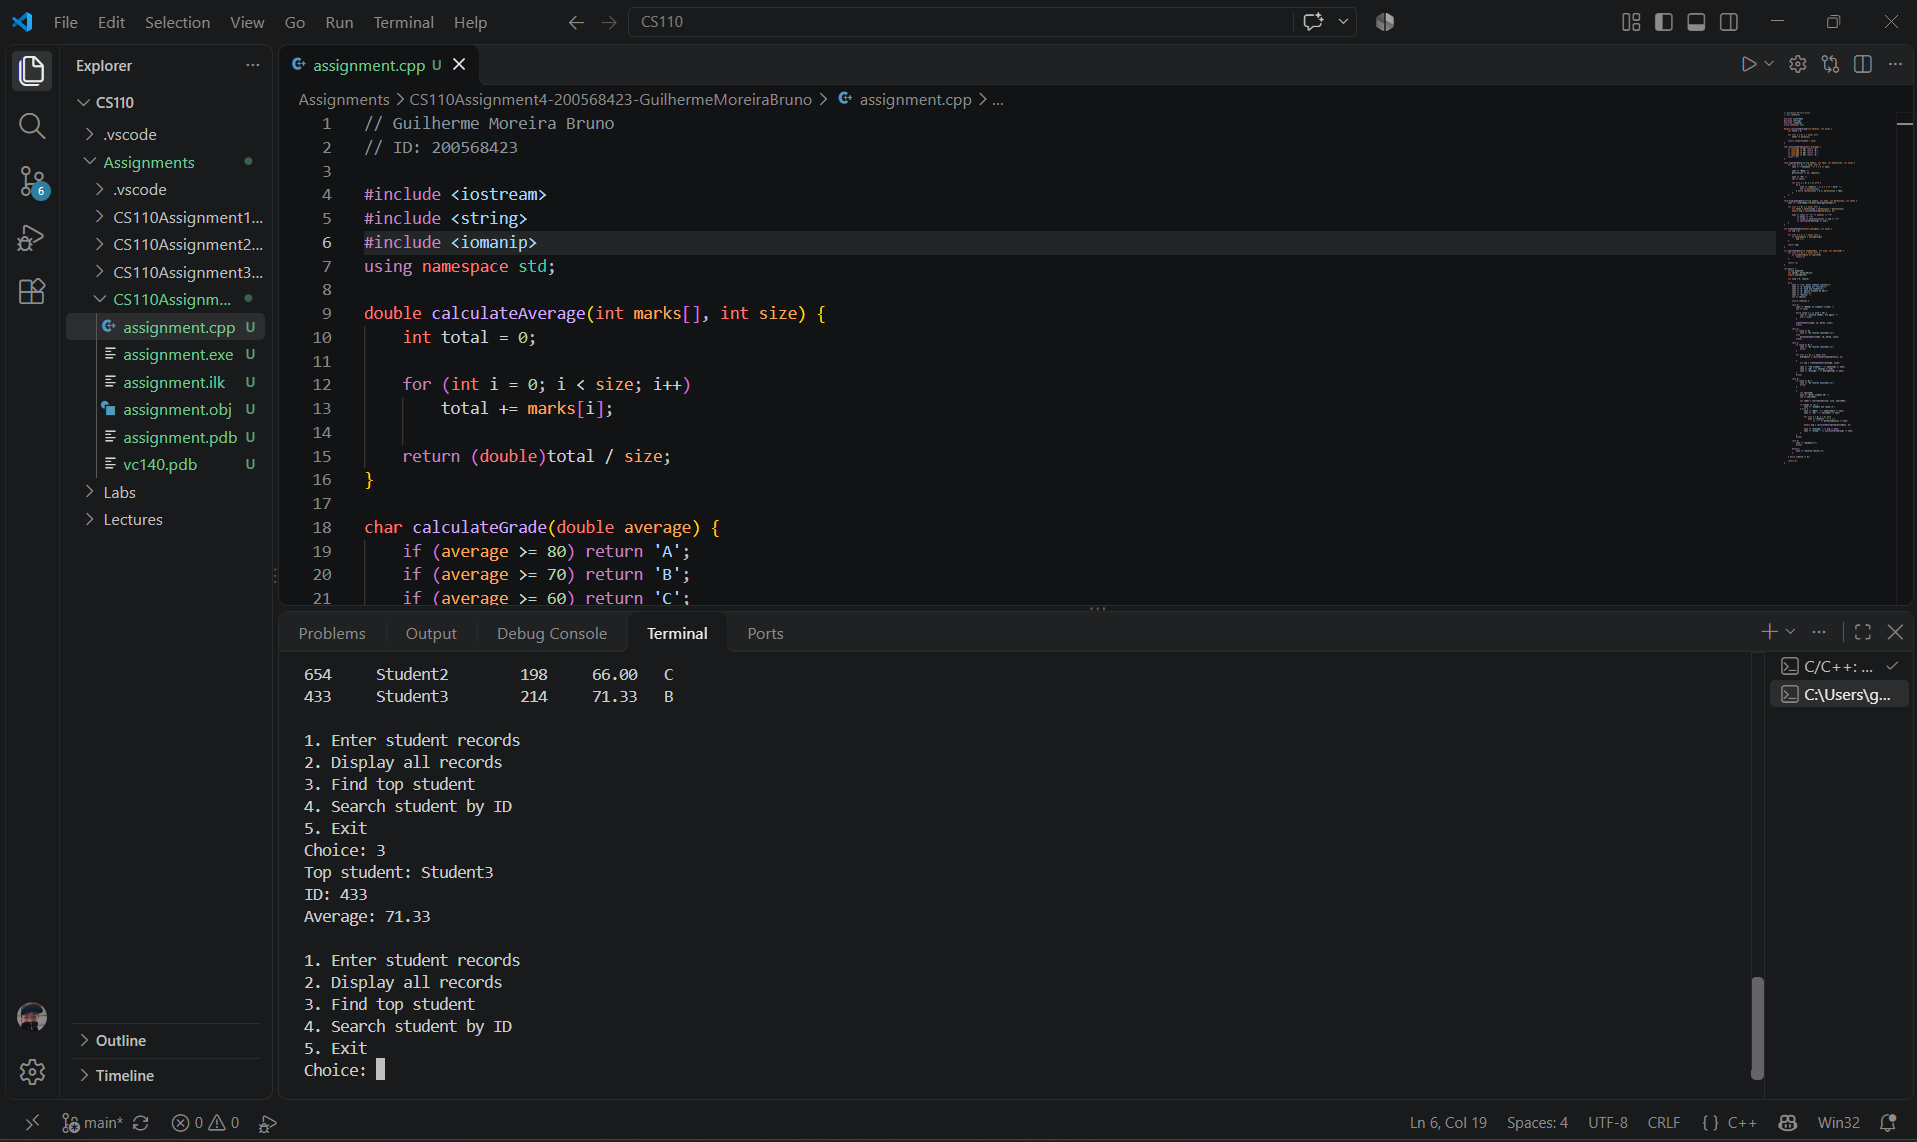 File Edit Selection View Go Run Terminal Help
CS110
Explorer
CS110
.vscode
Assignments
.vscode
CS110Assignment1...
CS110Assignment2...
CS110Assignment3...
CS110Assignm...
assignment.cpp U
assignment.exe U
assignment.ilk U
assignment.obj U
assignment.pdb U
vc140.pdb U
Labs
Lectures
Outline
Timeline
6
assignment.cpp U
Assignments > CS110Assignment4-200568423-GuilhermeMoreiraBruno > assignment.cpp > ...
1 // Guilherme Moreira Bruno
2 // ID: 200568423
3
4 #include <iostream>
5 #include <string>
6 #include <iomanip>
7 using namespace std;
8
9 double calculateAverage(int marks[], int size) {
10 int total = 0;
11
12 for (int i = 0; i < size; i++)
13 total += marks[i];
14
15 return (double)total / size;
16 }
17
18 char calculateGrade(double average) {
19 if (average >= 80) return 'A';
20 if (average >= 70) return 'B';
21 if (average >= 60) return 'C';
Problems Output Debug Console Terminal Ports
654 Student2 198 66.00 C
433 Student3 214 71.33 B
1. Enter student records
2. Display all records
3. Find top student
4. Search student by ID
5. Exit
Choice: 3
Top student: Student3
ID: 433
Average: 71.33
1. Enter student records
2. Display all records
3. Find top student
4. Search student by ID
5. Exit
Choice:
C/C++: ...
C:\Users\g...
main* 0 0
Ln 6, Col 19 Spaces: 4 UTF-8 CRLF { } C++ Win32